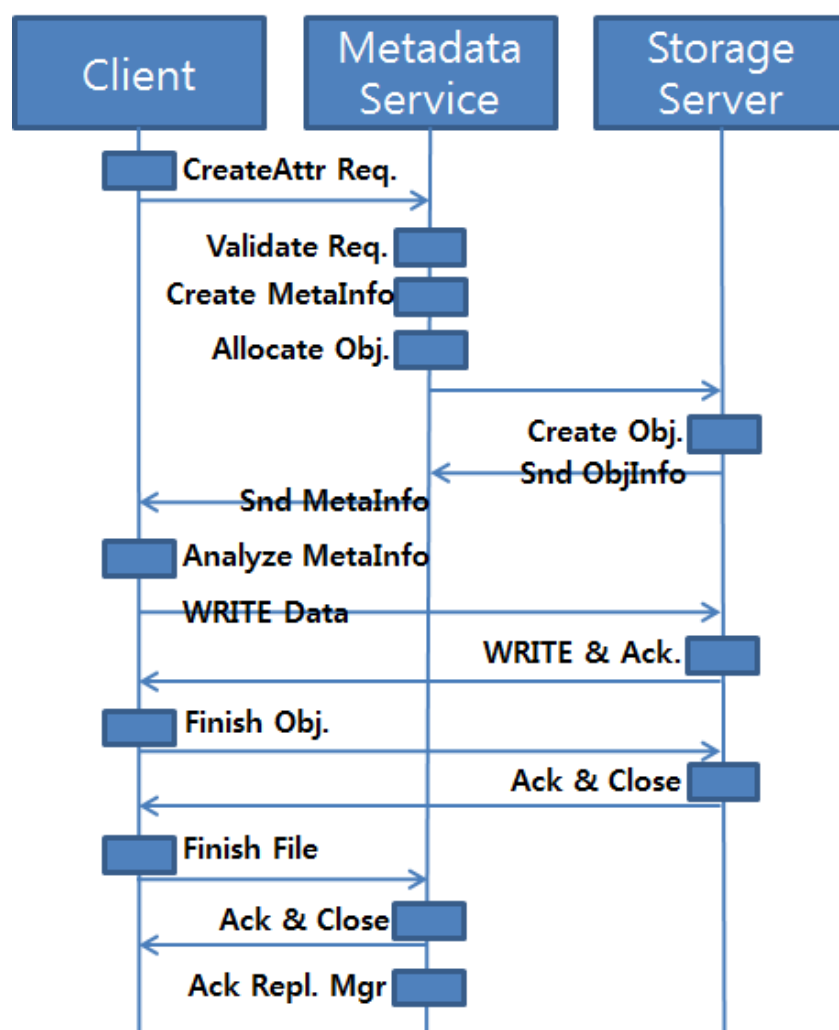 Client
Metadata
Service
Storage
Server
CreateAttr Req.
Validate Req.
Create MetaInfo
Allocate Obj.
Create Obj.
Snd ObjInfo
Snd MetaInfo
Analyze MetaInfo
WRITE Data
WRITE & Ack.
Finish Obj.
Ack & Close
Finish File
Ack & Close
Ack Repl. Mgr